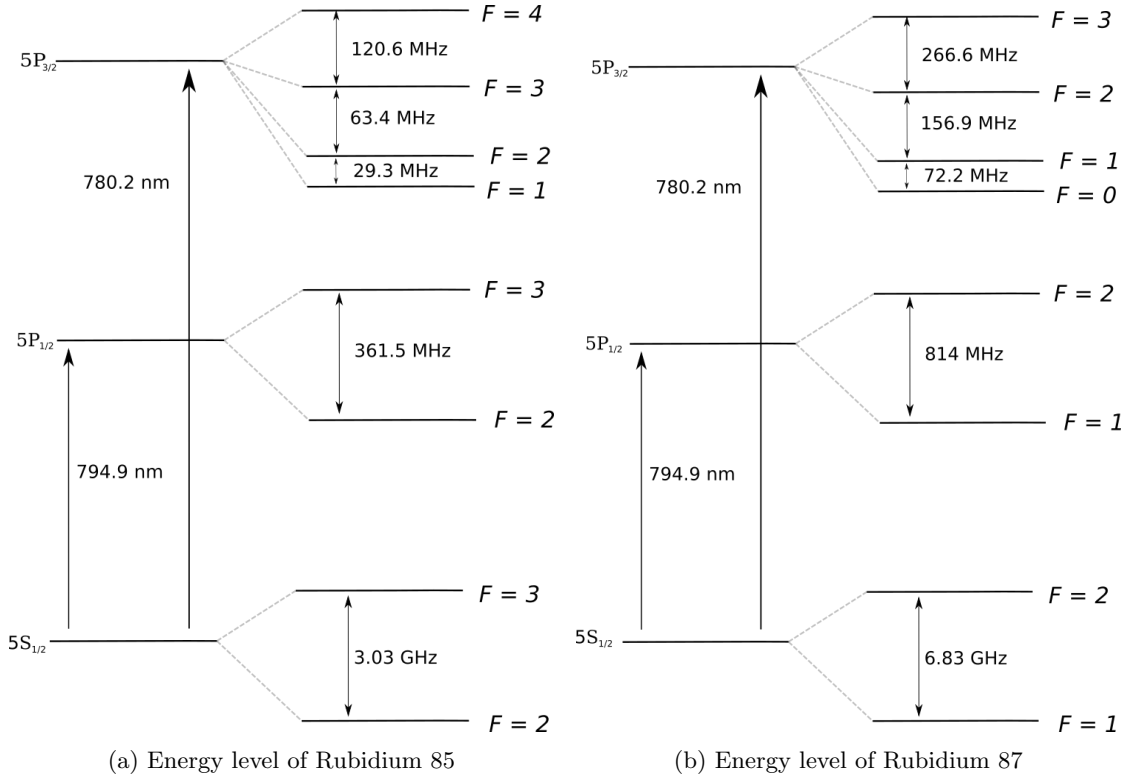 F = 4
5P3/2
120.6 MHz
F = 3
63.4 MHz
F = 2
29.3 MHz
F = 1
780.2 nm
F = 3
5P1/2
361.5 MHz
F = 2
794.9 nm
F = 3
5S1/2
3.03 GHz
F = 2
(a) Energy level of Rubidium 85
F = 3
5P3/2
266.6 MHz
F = 2
156.9 MHz
F = 1
72.2 MHz
F = 0
780.2 nm
F = 2
5P1/2
814 MHz
F = 1
794.9 nm
F = 2
5S1/2
6.83 GHz
F = 1
(b) Energy level of Rubidium 87